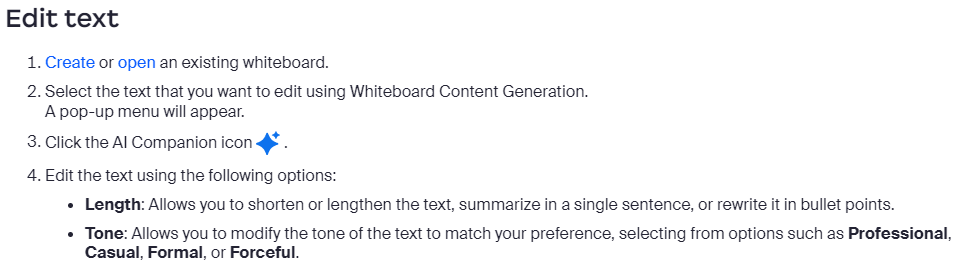 Edit text
1. Create or open an existing whiteboard.
2. Select the text that you want to edit using Whiteboard Content Generation.
A pop-up menu will appear.
3. Click the AI Companion icon .
4. Edit the text using the following options:
• Length: Allows you to shorten or lengthen the text, summarize in a single sentence, or rewrite it in bullet points.
• Tone: Allows you to modify the tone of the text to match your preference, selecting from options such as Professional,
Casual, Formal, or Forceful.